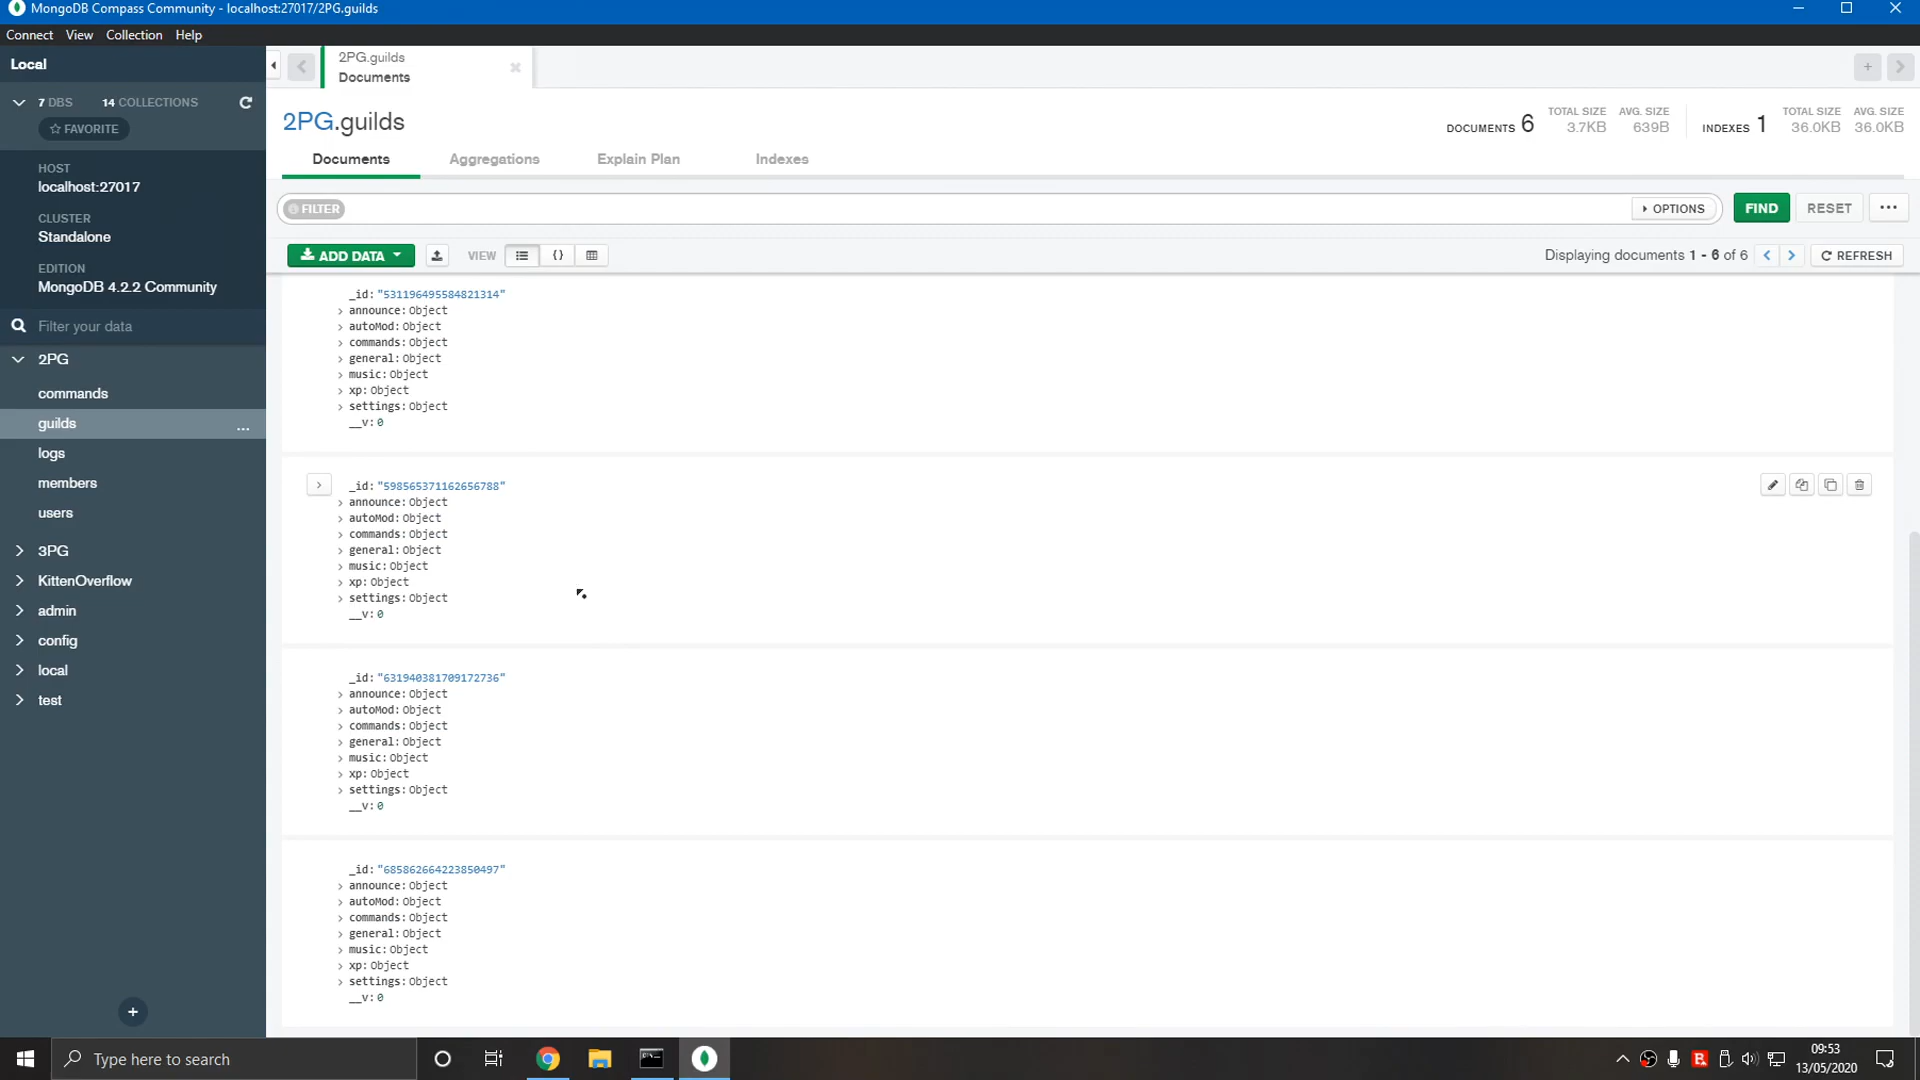 MongoDB Compass Community - localhost:27017/2PG.guilds
Connect View Collection Help
Local
7 DBS 14 COLLECTIONS
FAVORITE
HOST
localhost:27017
CLUSTER
Standalone
EDITION
MongoDB 4.2.2 Community
Filter your data
2PG
commands
guilds ...
logs
members
users
3PG
KittenOverflow
admin
config
local
test
+
2PG.guilds
Documents
2PG.guilds
DOCUMENTS 6 TOTAL SIZE 3.7KB AVG. SIZE 639B INDEXES 1 TOTAL SIZE 36.0KB AVG. SIZE 36.0KB
Documents Aggregations Explain Plan Indexes
FILTER OPTIONS FIND RESET ...
ADD DATA VIEW {} Displaying documents 1 - 6 of 6 REFRESH
_id:"531196495584821314"
announce:Object
autoMod:Object
commands:Object
general:Object
music:Object
xp:Object
settings:Object
__v:0
_id:"598565371162656788"
announce:Object
autoMod:Object
commands:Object
general:Object
music:Object
xp:Object
settings:Object
__v:0
_id:"631940381709172736"
announce:Object
autoMod:Object
commands:Object
general:Object
music:Object
xp:Object
settings:Object
__v:0
_id:"685862664223850497"
announce:Object
autoMod:Object
commands:Object
general:Object
music:Object
xp:Object
settings:Object
__v:0
Type here to search
09:53
13/05/2020